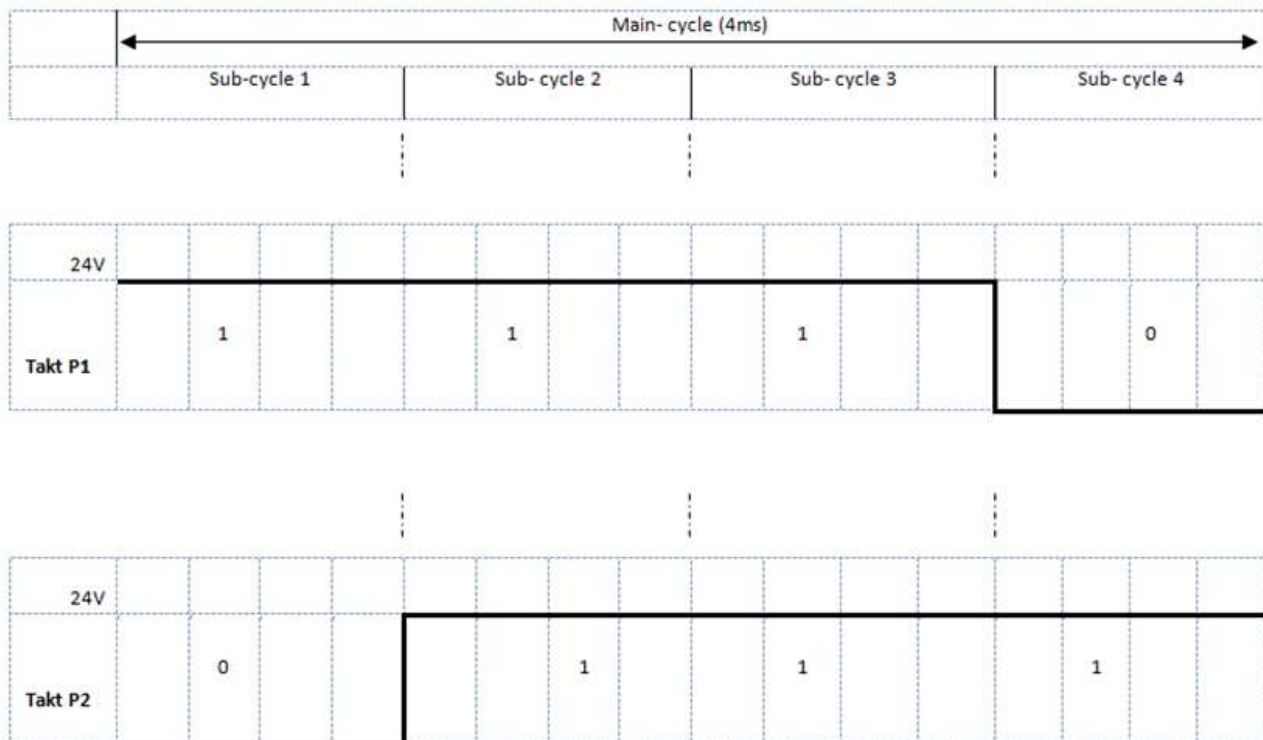 Main- cycle (4ms)
Sub-cycle 1 Sub- cycle 2 Sub- cycle 3 Sub- cycle 4
24V
1 1 1 0
Takt P1
24V
0 1 1 1
Takt P2